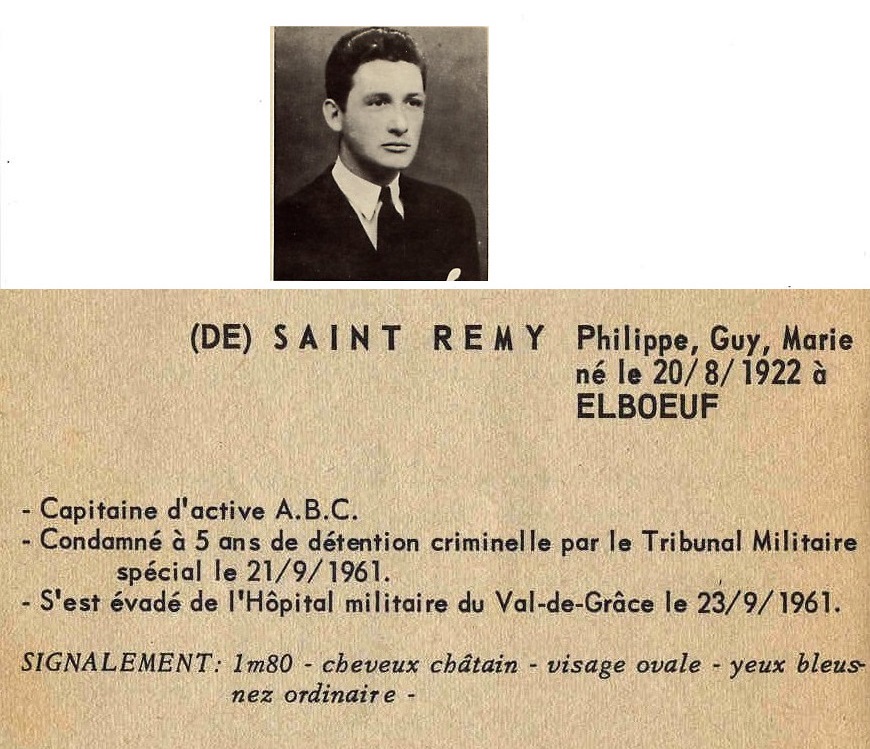 (DE) SAINT REMY Philippe, Guy, Marie
né le 20/8/1922 à
ELBOEUF
- Capitaine d'active A.B.C.
- Condamné à 5 ans de détention criminelle par le Tribunal Militaire
spécial le 21/9/1961.
- S'est évadé de l'Hôpital militaire du Val-de-Grâce le 23/9/1961.
SIGNALEMENT: 1m80 - cheveux châtain - visage ovale - yeux bleus-
nez ordinaire -